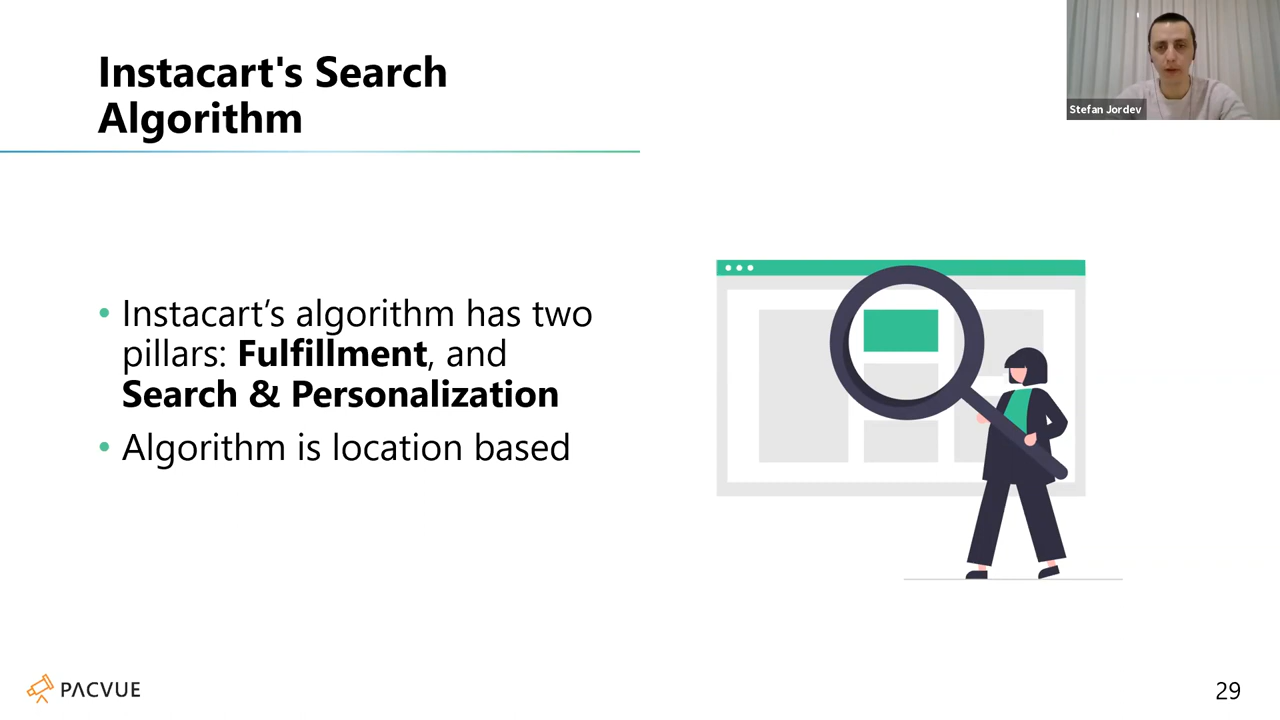 Instacart's Search
Algorithm
Stefan Jordev
• Instacart’s algorithm has two
pillars: Fulfillment, and
Search & Personalization
• Algorithm is location based
PACVUE
29